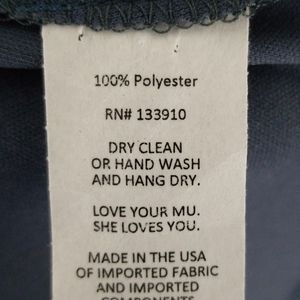 100% Polyester
RN# 133910
DRY CLEAN
OR HAND WASH
AND HANG DRY.
LOVE YOUR MU.
SHE LOVES YOU.
MADE IN THE USA
OF IMPORTED FABRIC
AND IMPORTED
COMPONENTS